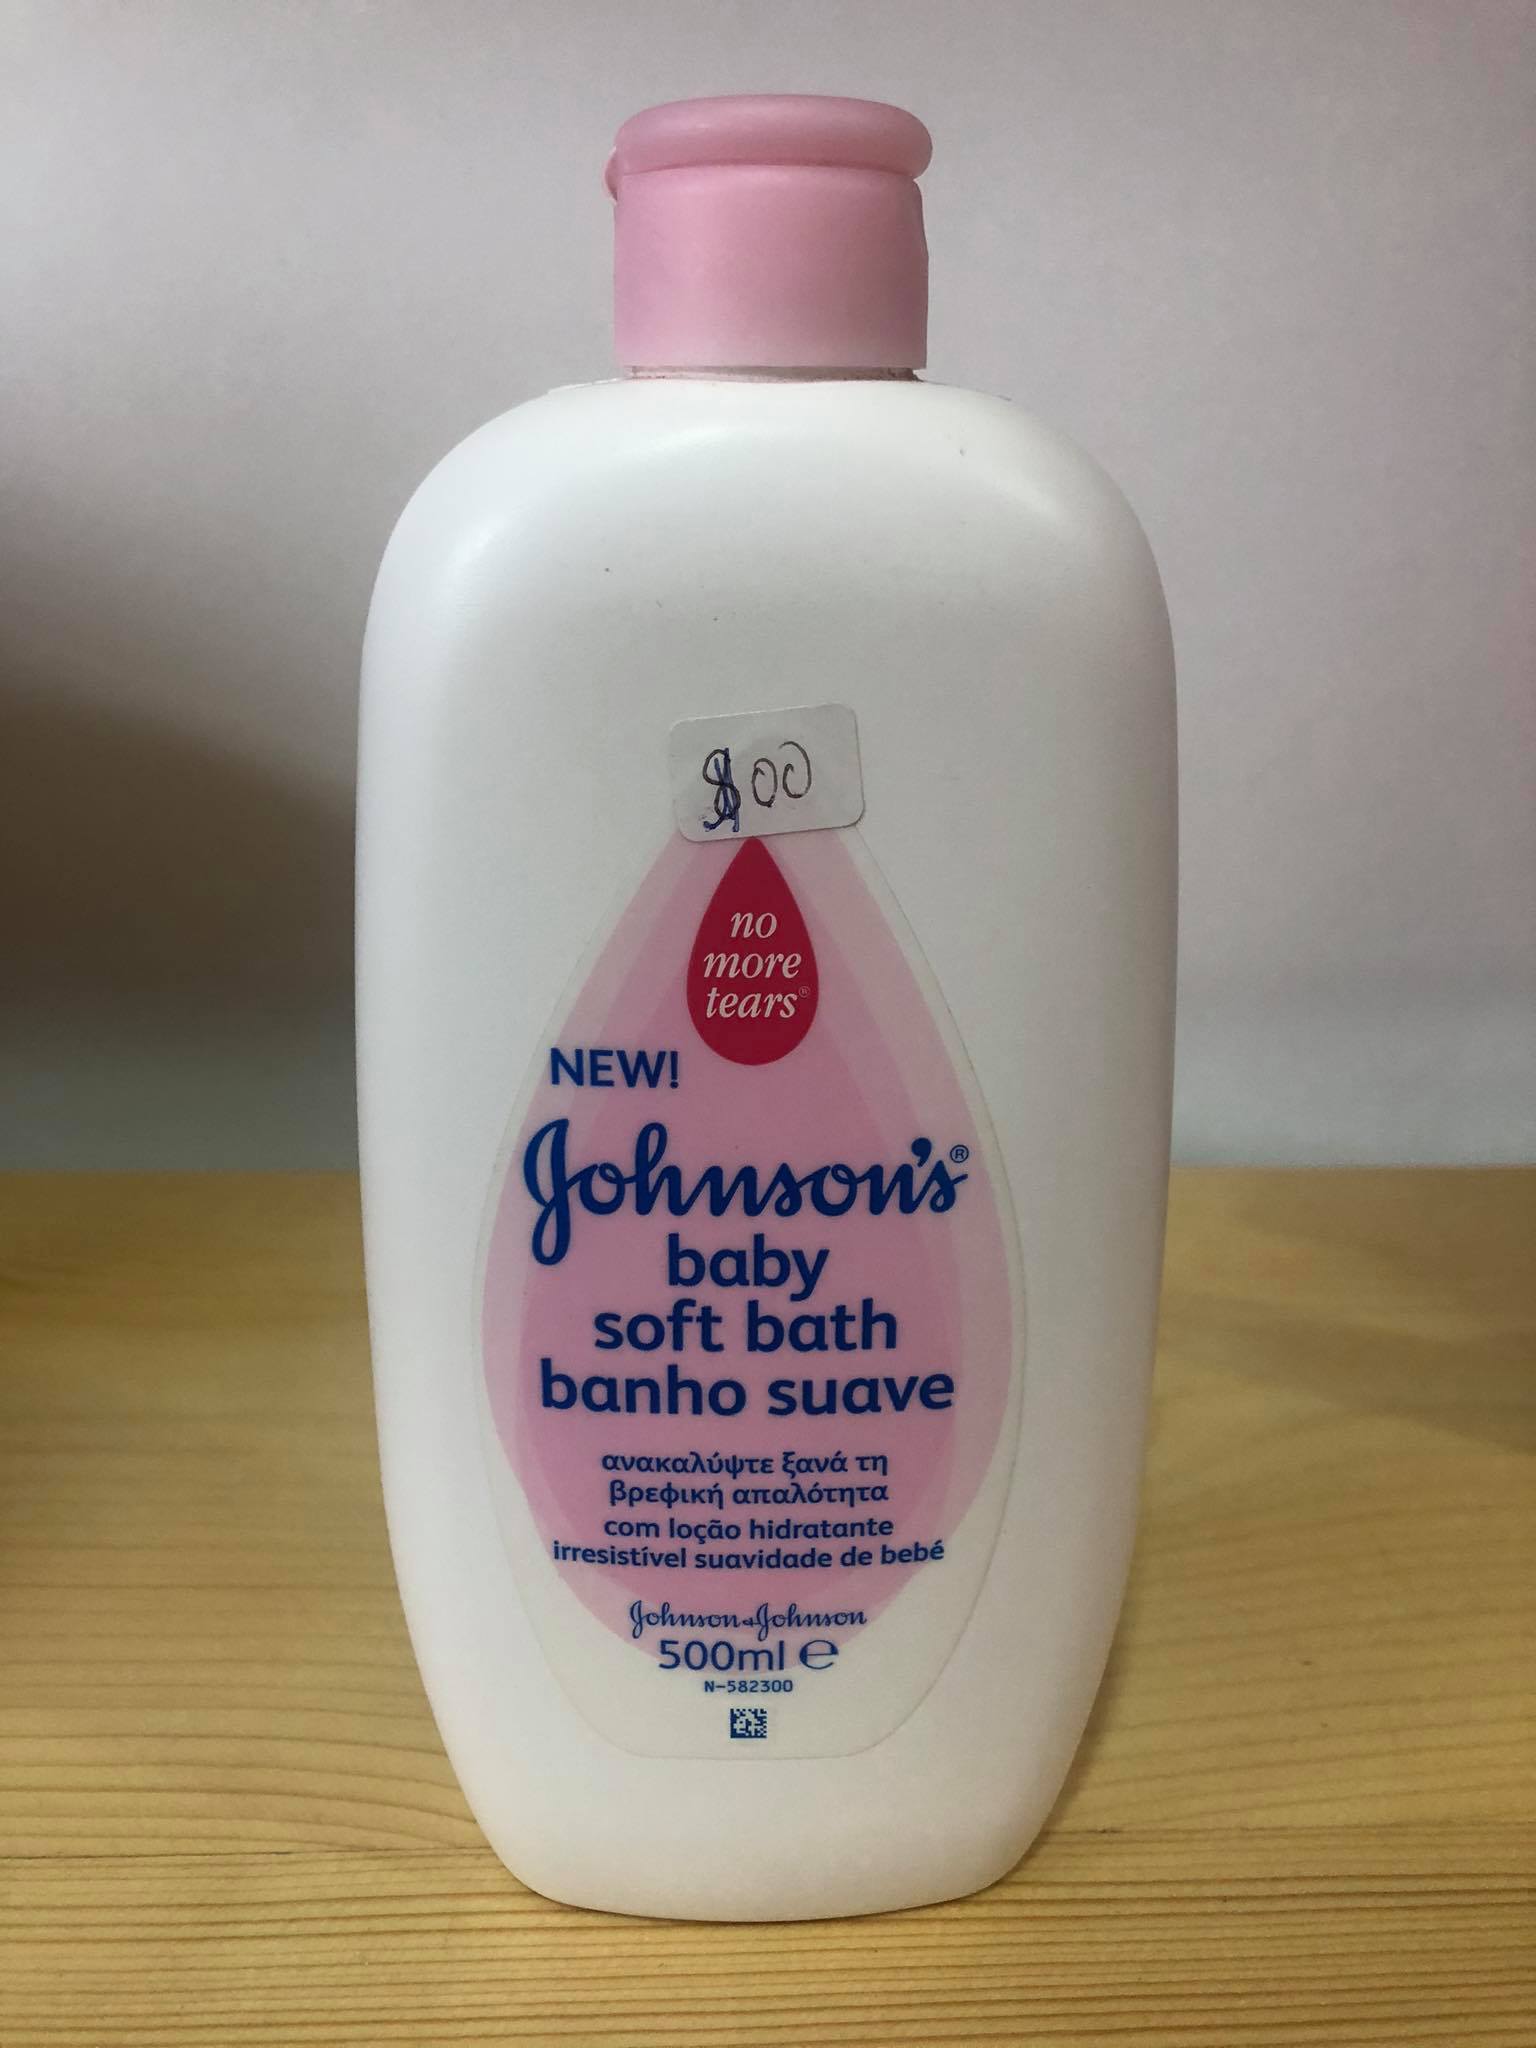 00
no
more
tears®
NEW!
Johnson's®
baby
soft bath
banho suave
ανακαλύψτε ξανά τη
βρεφική απαλότητα
com loção hidratante
irresistível suavidade de bebé
Johnson & Johnson
500ml ℮
N-582300